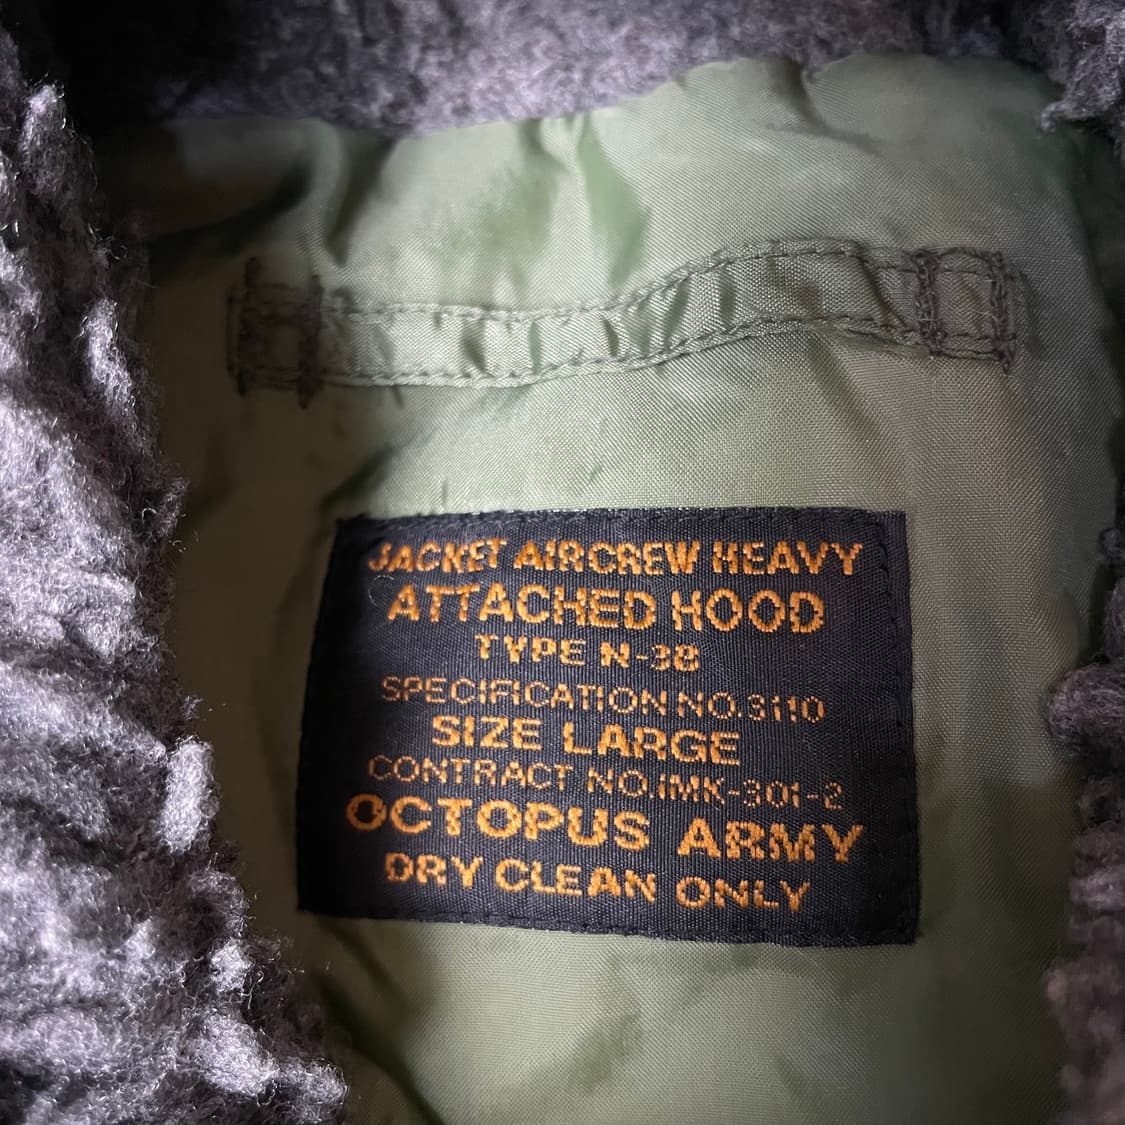 JACKET AIRCREW HEAVY
ATTACHED HOOD
TYPE N-3B
SPECIFICATION NO.3110
SIZE LARGE
CONTRACT NO.IMK-301-2
OCTOPUS ARMY
DRY CLEAN ONLY